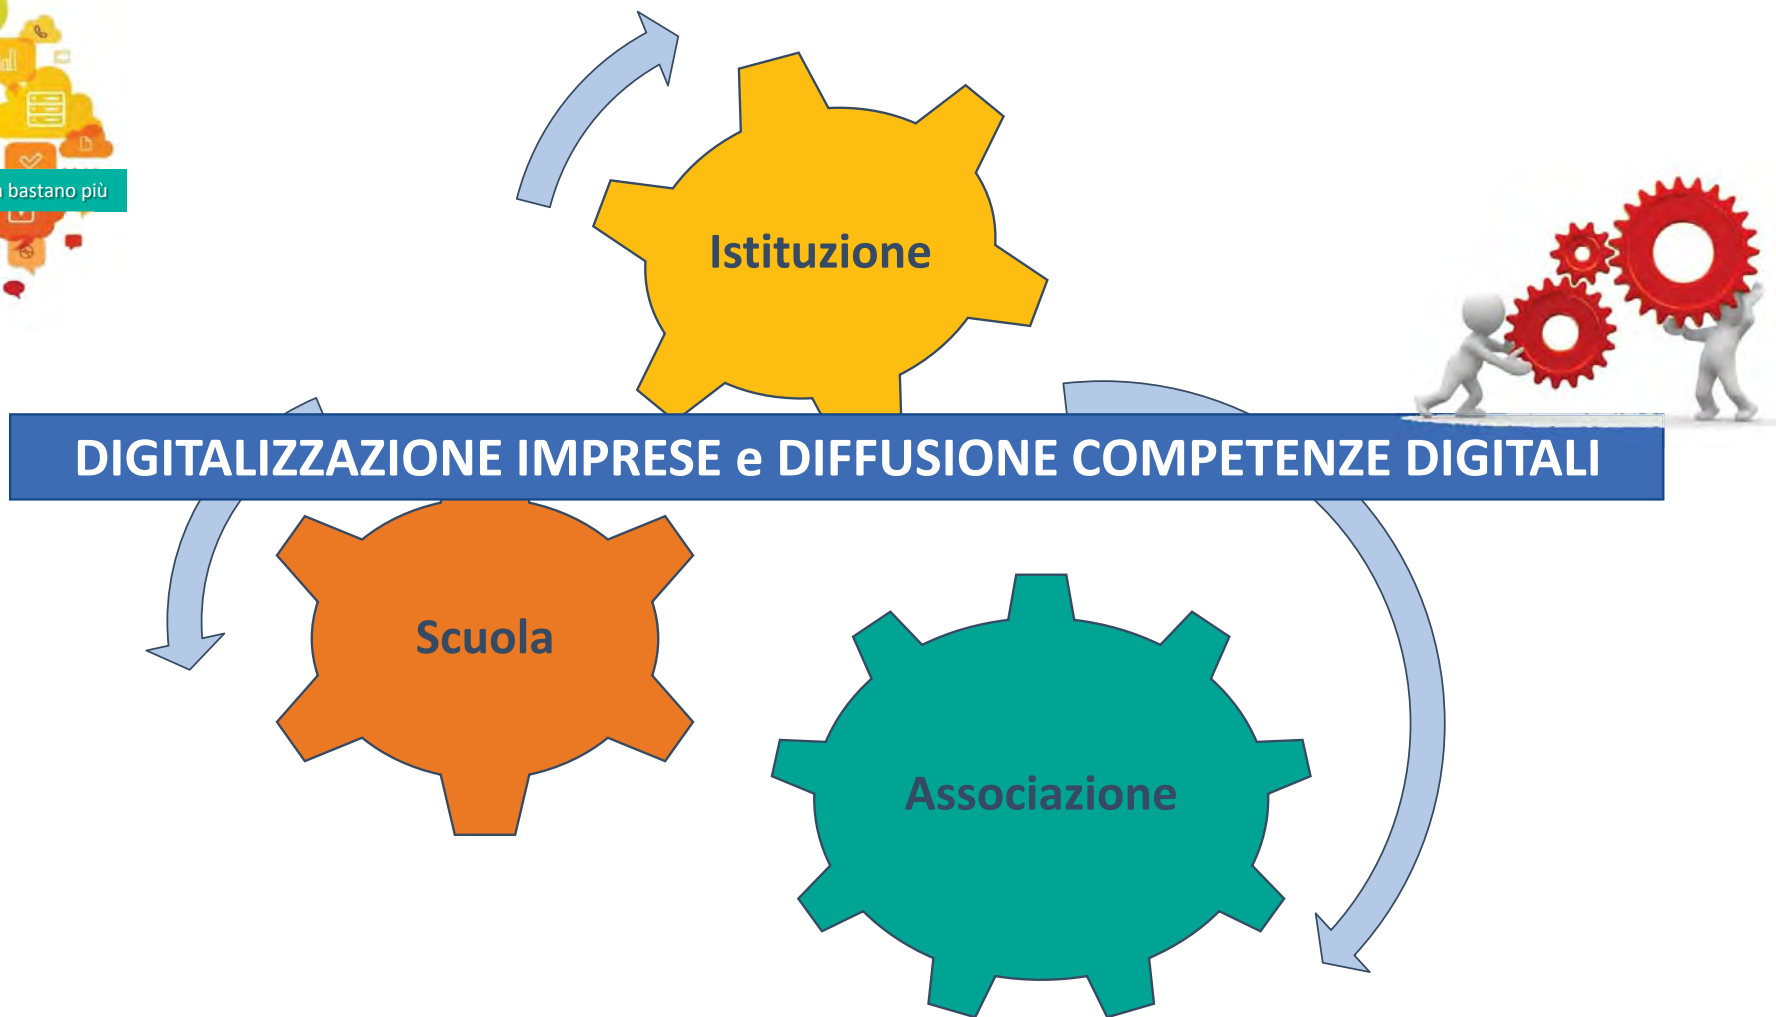 bastano più
Istituzione
DIGITALIZZAZIONE IMPRESE e DIFFUSIONE COMPETENZE DIGITALI
Scuola
Associazione